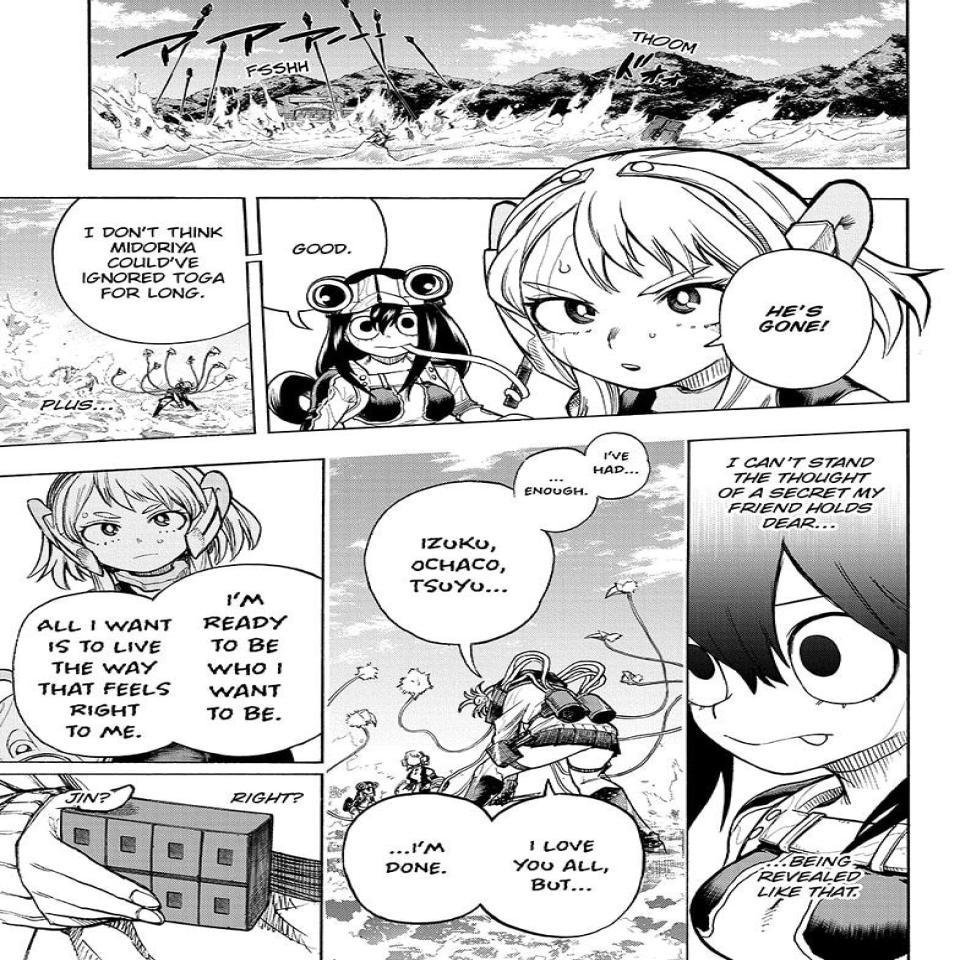 THOOM
ドォォ
FSSHH
HE'S
GONE!
GOOD.
I DON'T THINK
MIDORIYA
COULD'VE
IGNORED TOGA
FOR LONG.
PLUS...
I CAN'T STAND
THE THOUGHT
OF A SECRET MY
FRIEND HOLDS
DEAR...
...BEING
REVEALED
LIKE THAT.
I'VE
HAD...
...
ENOUGH.
IZUKU,
OCHACO,
TSUYU...
I LOVE
YOU ALL,
BUT...
...I'M
DONE.
I'M
READY
TO BE
WHO I
WANT
TO BE.
ALL I WANT
IS TO LIVE
THE WAY
THAT FEELS
RIGHT
TO ME.
RIGHT?
JIN?